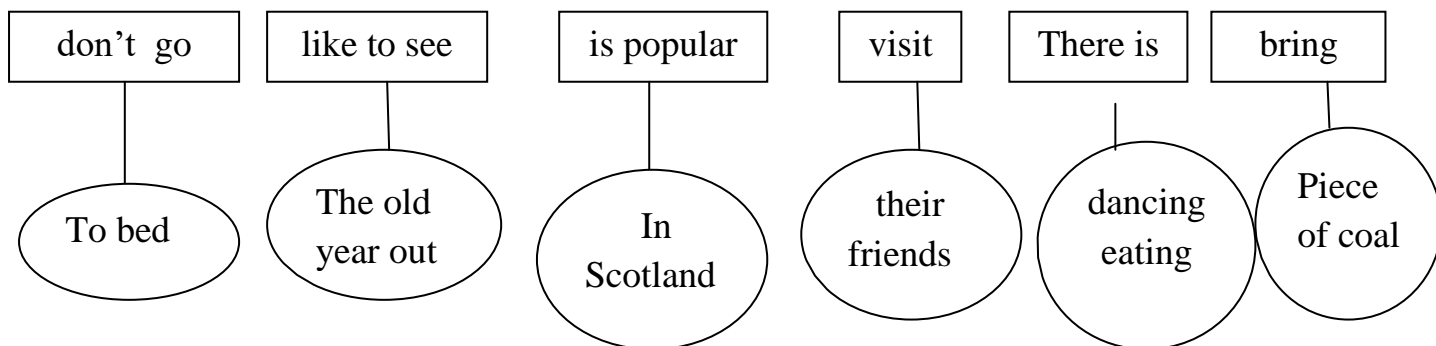 don’t go
like to see
is popular
visit
There is
bring
To bed
The old
year out
In
Scotland
their
friends
dancing
eating
Piece
of coal